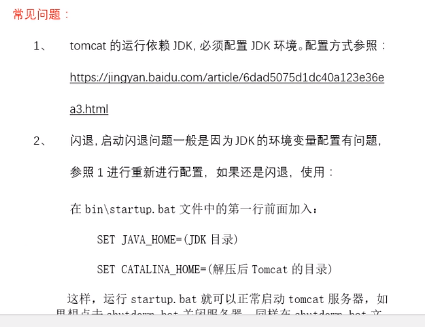 常见问题：
1、 tomcat 的运行依赖 JDK, 必须配置 JDK 环境。配置方式参照：
https://jingyan.baidu.com/article/6dad5075d1dc40a123e36e
a3.html
2、 闪退, 启动闪退问题一般是因为 JDK 的环境变量配置有问题,
参照 1 进行重新进行配置，如果还是闪退，使用：
在 bin\startup.bat 文件中的第一行前面加入：
SET JAVA_HOME=(JDK 目录)
SET CATALINA_HOME=(解压后 Tomcat 的目录)
这样，运行 startup.bat 就可以正常启动 tomcat 服务器，如
果想点击 shutdown.bat 关闭服务器，同样在 shutdown.bat 文